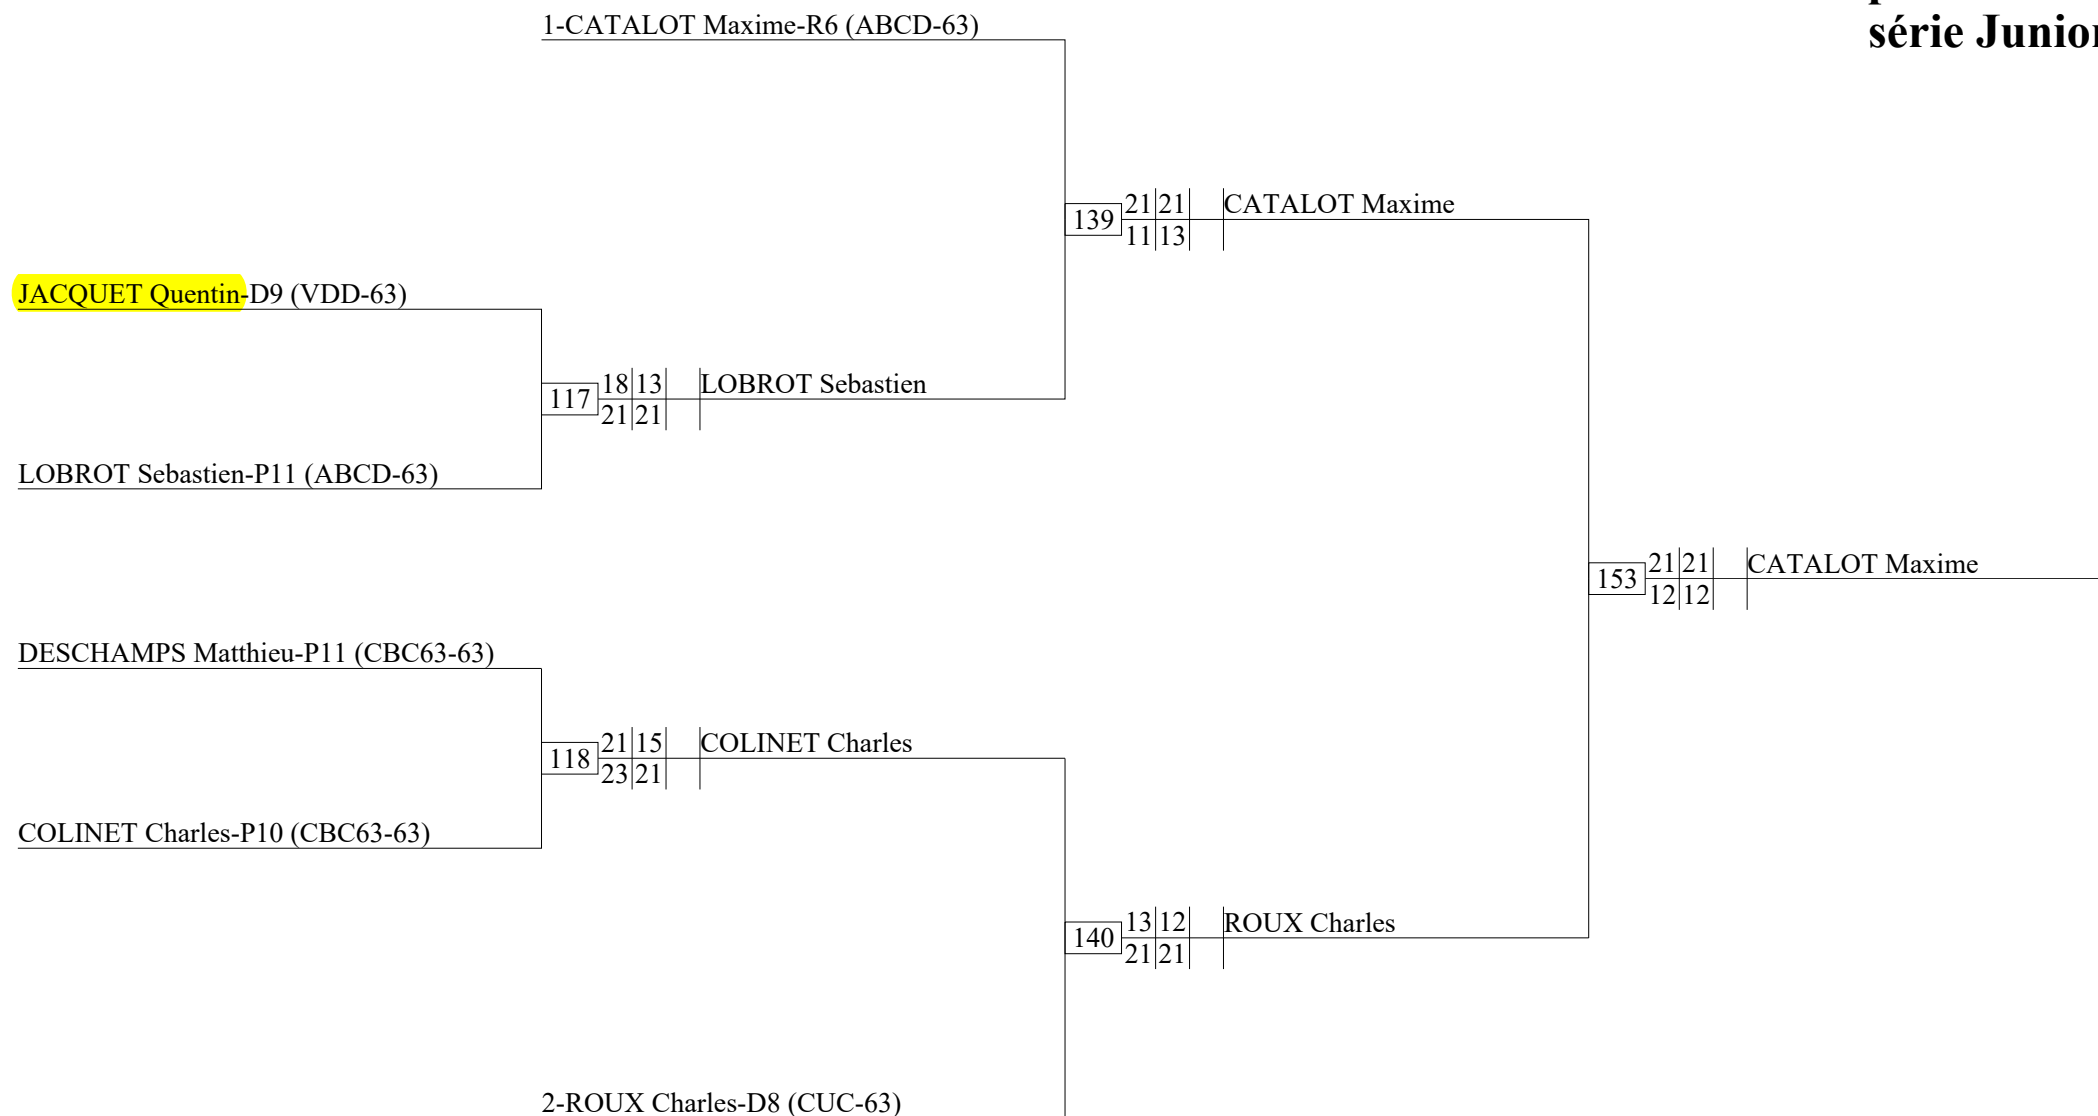 série Junior
1-CATALOT Maxime-R6 (ABCD-63)
139
21 21
11 13
CATALOT Maxime
JACQUET Quentin-D9 (VDD-63)
117
18 13
21 21
LOBROT Sebastien
LOBROT Sebastien-P11 (ABCD-63)
153
21 21
12 12
CATALOT Maxime
DESCHAMPS Matthieu-P11 (CBC63-63)
118
21 15
23 21
COLINET Charles
COLINET Charles-P10 (CBC63-63)
140
13 12
21 21
ROUX Charles
2-ROUX Charles-D8 (CUC-63)